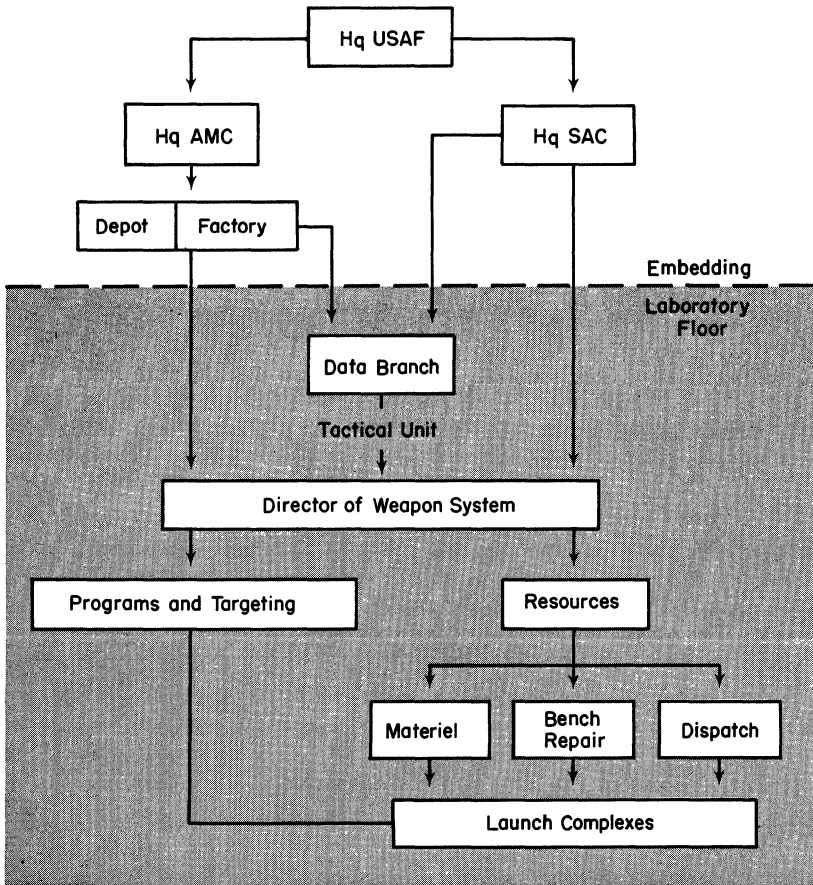 Hq USAF
Hq AMC
Hq SAC
Depot
Factory
Embedding
Laboratory
Floor
Data Branch
Tactical Unit
Director of Weapon System
Programs and Targeting
Resources
Materiel
Bench
Repair
Dispatch
Launch Complexes